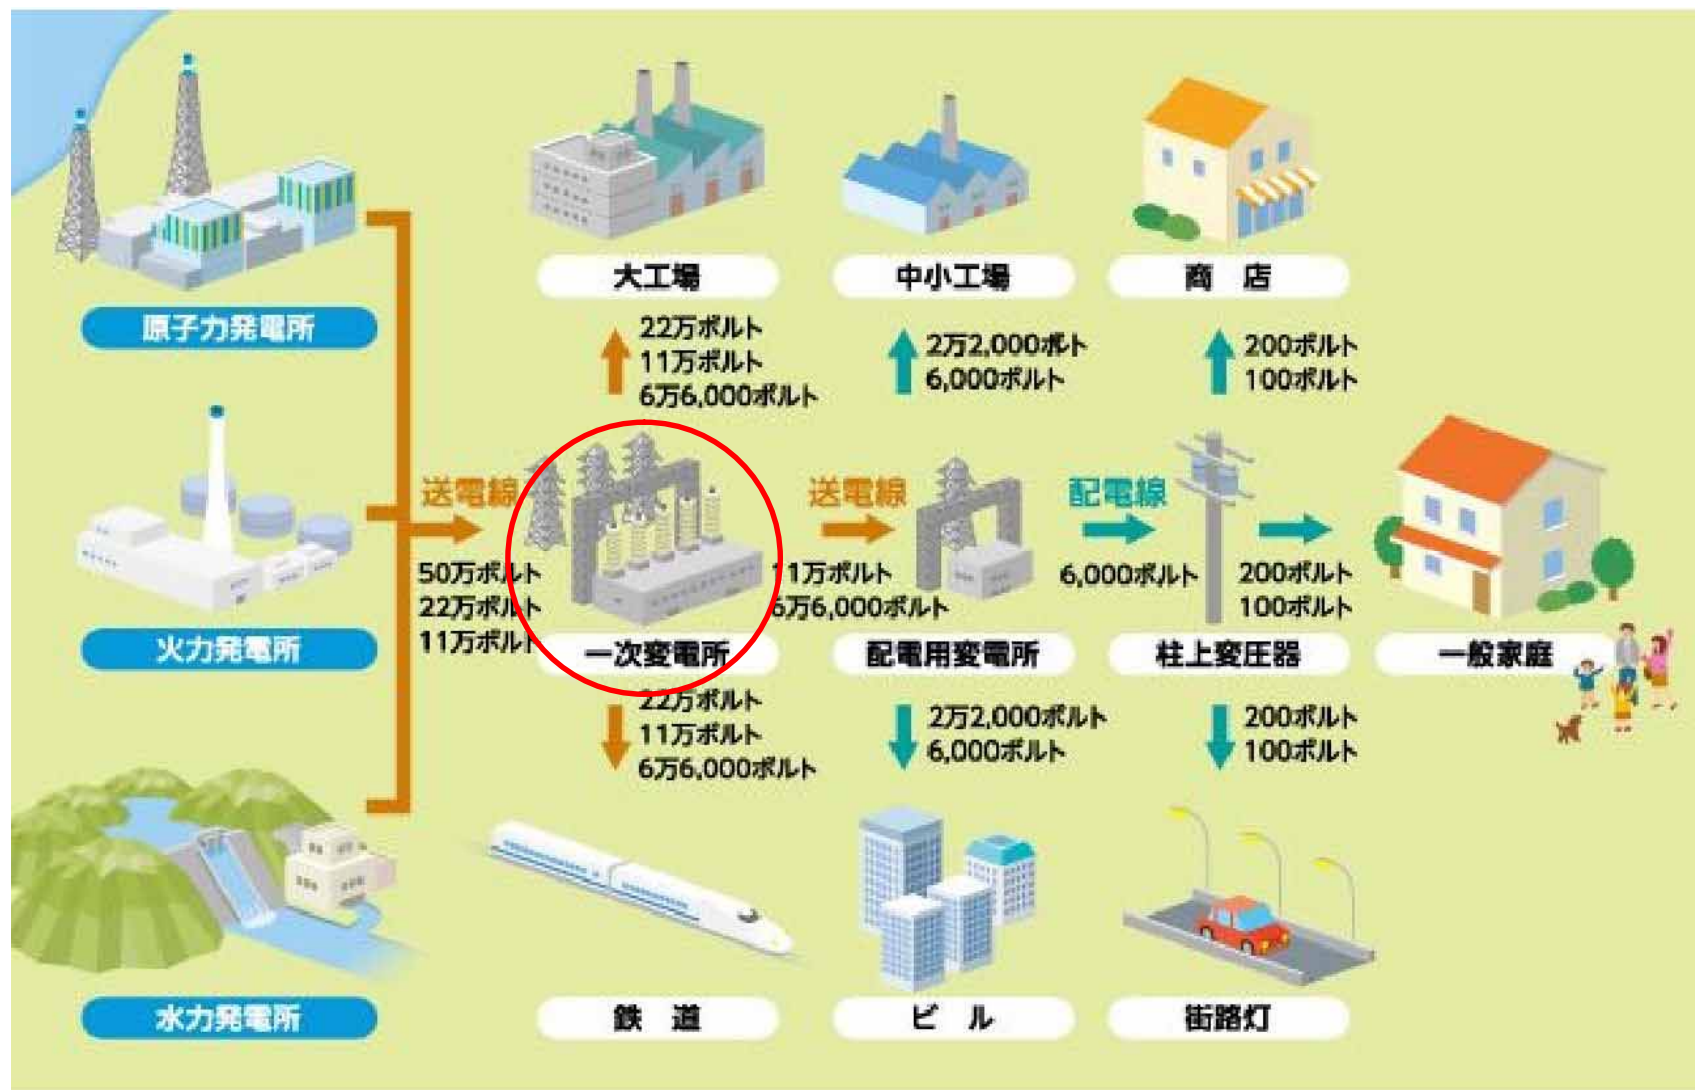 大工場
中小工場
商 店
原子力発電所
22万ボルト
11万ボルト
6万6,000ボルト
2万2,000ボルト
6,000ボルト
200ボルト
100ボルト
送電線
送電線
配電線
50万ボルト
22万ボルト
11万ボルト
11万ボルト
6万6,000ボルト
6,000ボルト
200ボルト
100ボルト
火力発電所
一次変電所
配電用変電所
柱上変圧器
一般家庭
22万ボルト
11万ボルト
6万6,000ボルト
2万2,000ボルト
6,000ボルト
200ボルト
100ボルト
水力発電所
鉄 道
ビ ル
街路灯